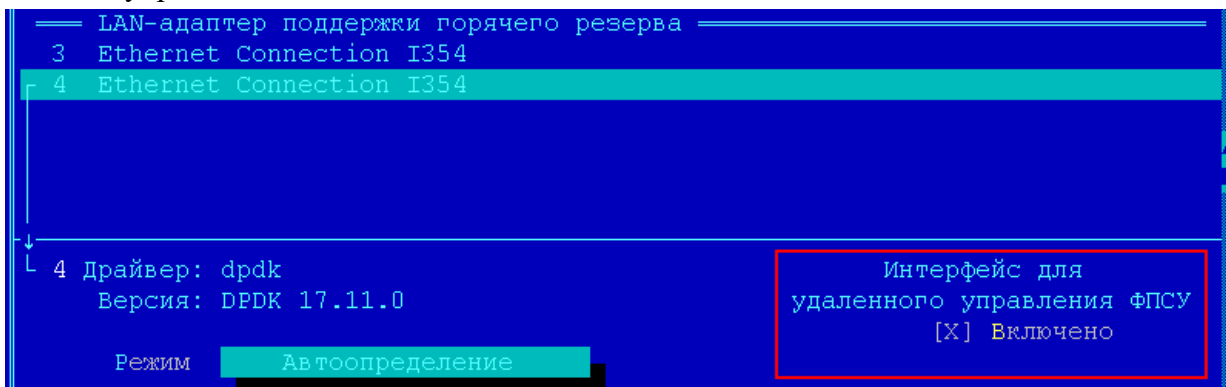 LAN-адаптер поддержки горячего резерва
3 Ethernet Connection I354
4 Ethernet Connection I354
4 Драйвер: dpdk
Версия: DPDK 17.11.0
Режим Автоопределение
Интерфейс для
удаленного управления ФПСУ
[X] Включено